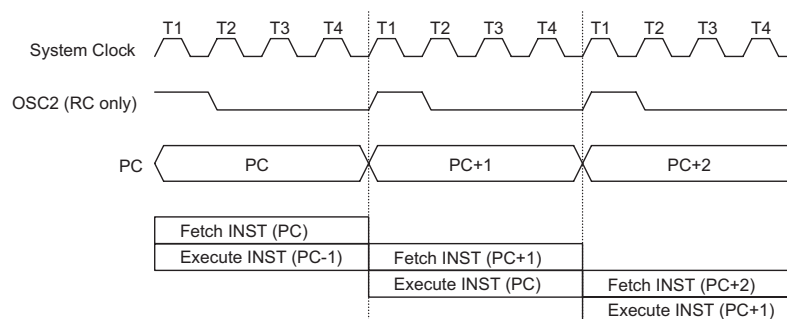 T1 T2 T3 T4 T1 T2 T3 T4 T1 T2 T3 T4
System Clock
OSC2 (RC only)
PC PC PC+1 PC+2
Fetch INST (PC)
Execute INST (PC-1) Fetch INST (PC+1)
Execute INST (PC) Fetch INST (PC+2)
Execute INST (PC+1)